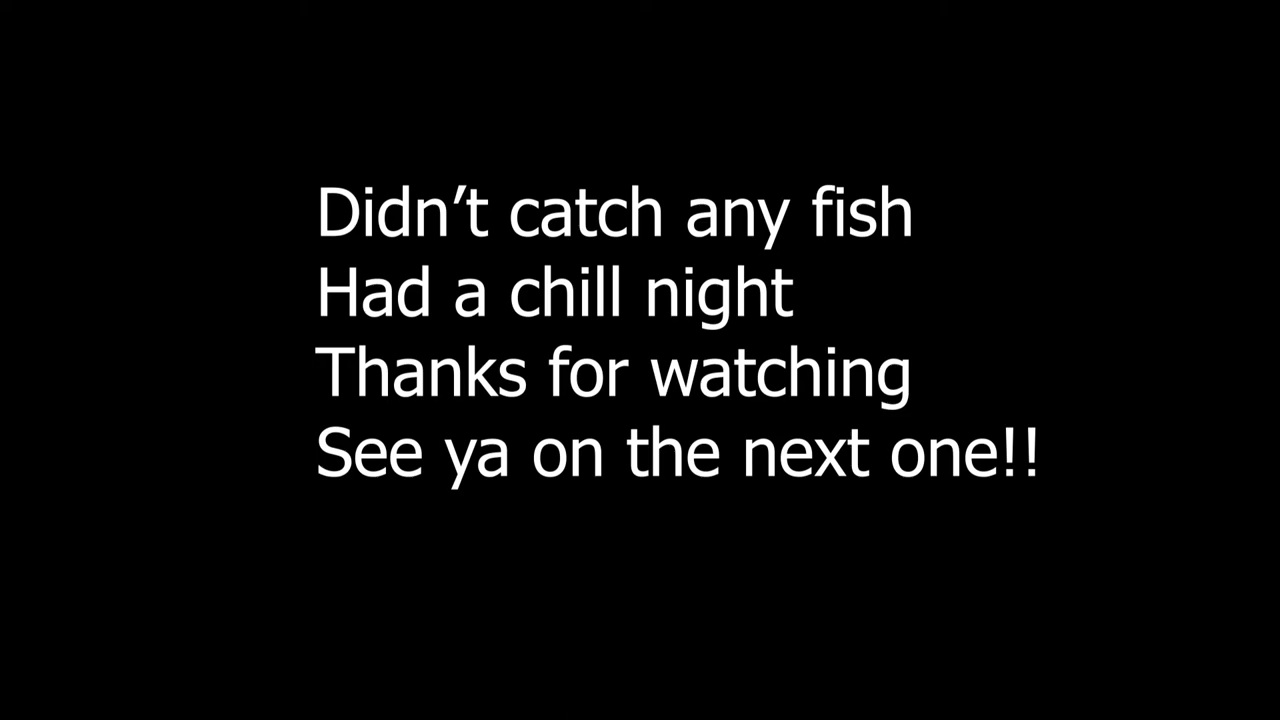 Didn’t catch any fish
Had a chill night
Thanks for watching
See ya on the next one!!